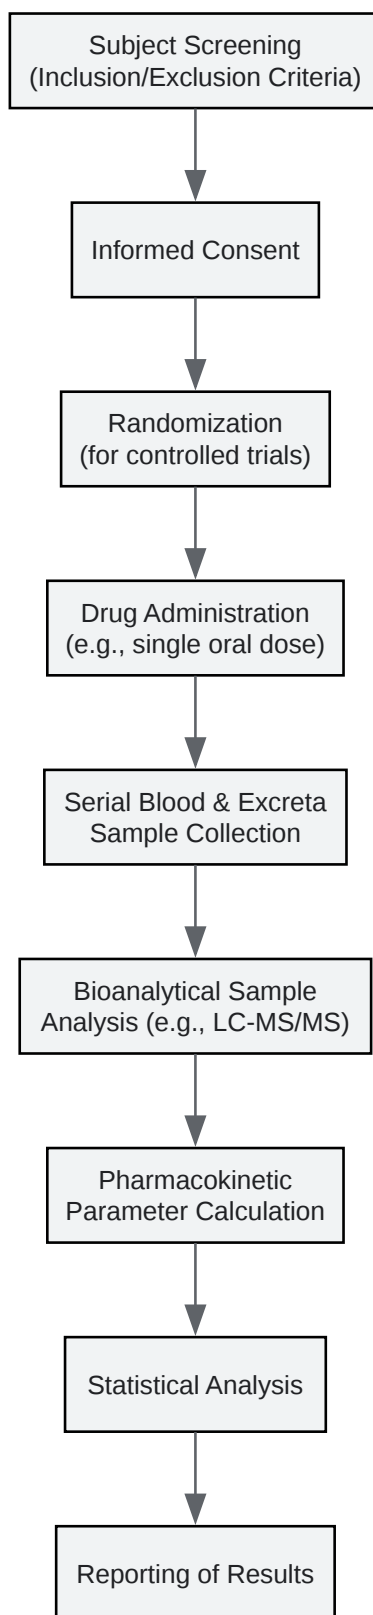 Subject Screening
(Inclusion/Exclusion Criteria)
Informed Consent
Randomization
(for controlled trials)
Drug Administration
(e.g., single oral dose)
Serial Blood & Excreta
Sample Collection
Bioanalytical Sample
Analysis (e.g., LC-MS/MS)
Pharmacokinetic
Parameter Calculation
Statistical Analysis
Reporting of Results